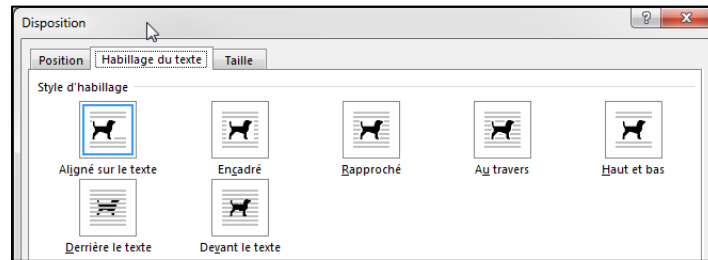 Disposition
Position Habillage du texte Taille
Style d'habillage
Aligné sur le texte Encadré Rapproché Au travers Haut et bas
Derrière le texte Devant le texte